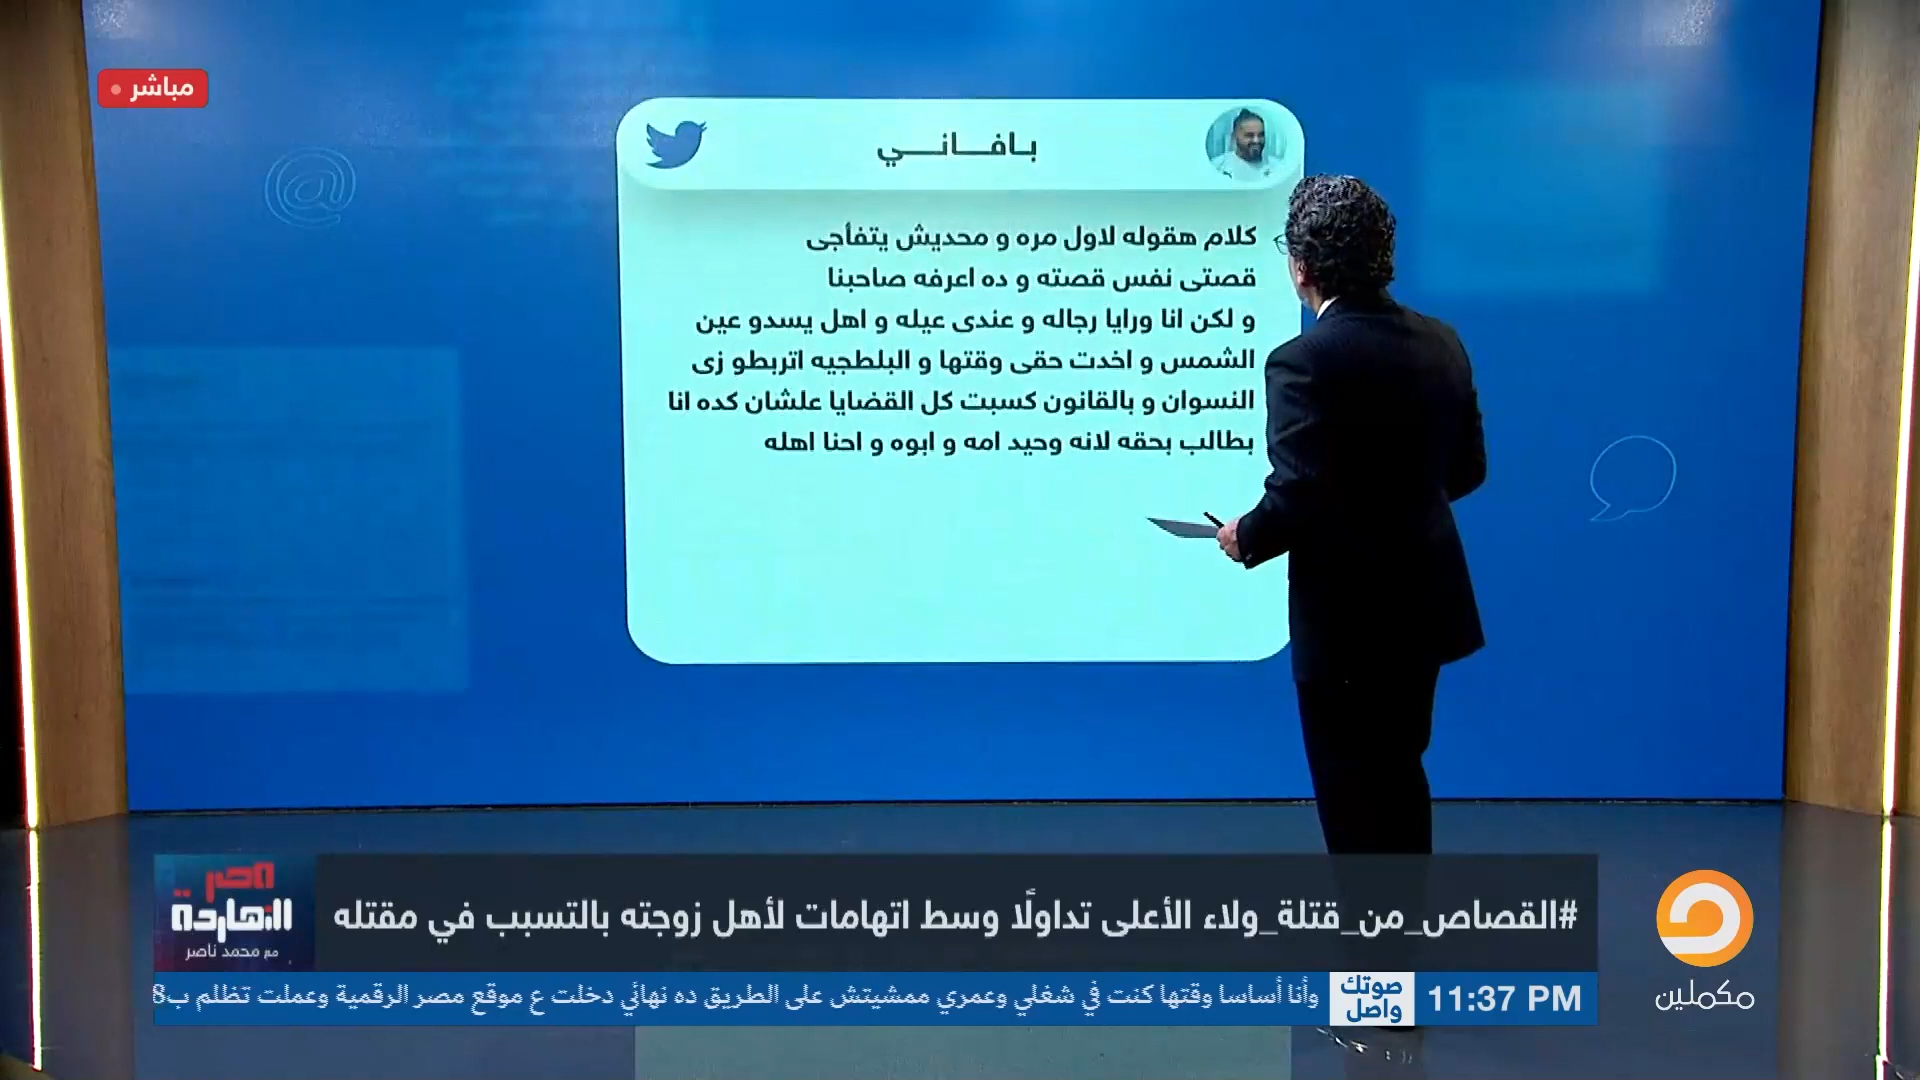 مباشر
بافاني
كلام هقوله لاول مره و محديش يتفأجى
قصتى نفس قصته و ده اعرفه صاحبنا
و لكن انا ورايا رجاله و عندى عيله و اهل يسدو عين
الشمس و اخدت حقى وقتها و البلطجيه اتربطو زى
النسوان و بالقانون كسبت كل القضايا علشان كده انا
بطالب بحقه لانه وحيد امه و ابوه و احنا اهله
#القصاص_من_قتلة_ولاء الأعلى تداولًا وسط اتهامات لأهل زوجته بالتسبب في مقتله
مصر
النهاردة
مع محمد ناصر
11:37 PM
صوتك
واصل
وأنا أساسا وقتها كنت في شغلي وعمري ممشيتش على الطريق ده نهائي دخلت ع موقع مصر الرقمية وعملت تظلم ب8
مكملين